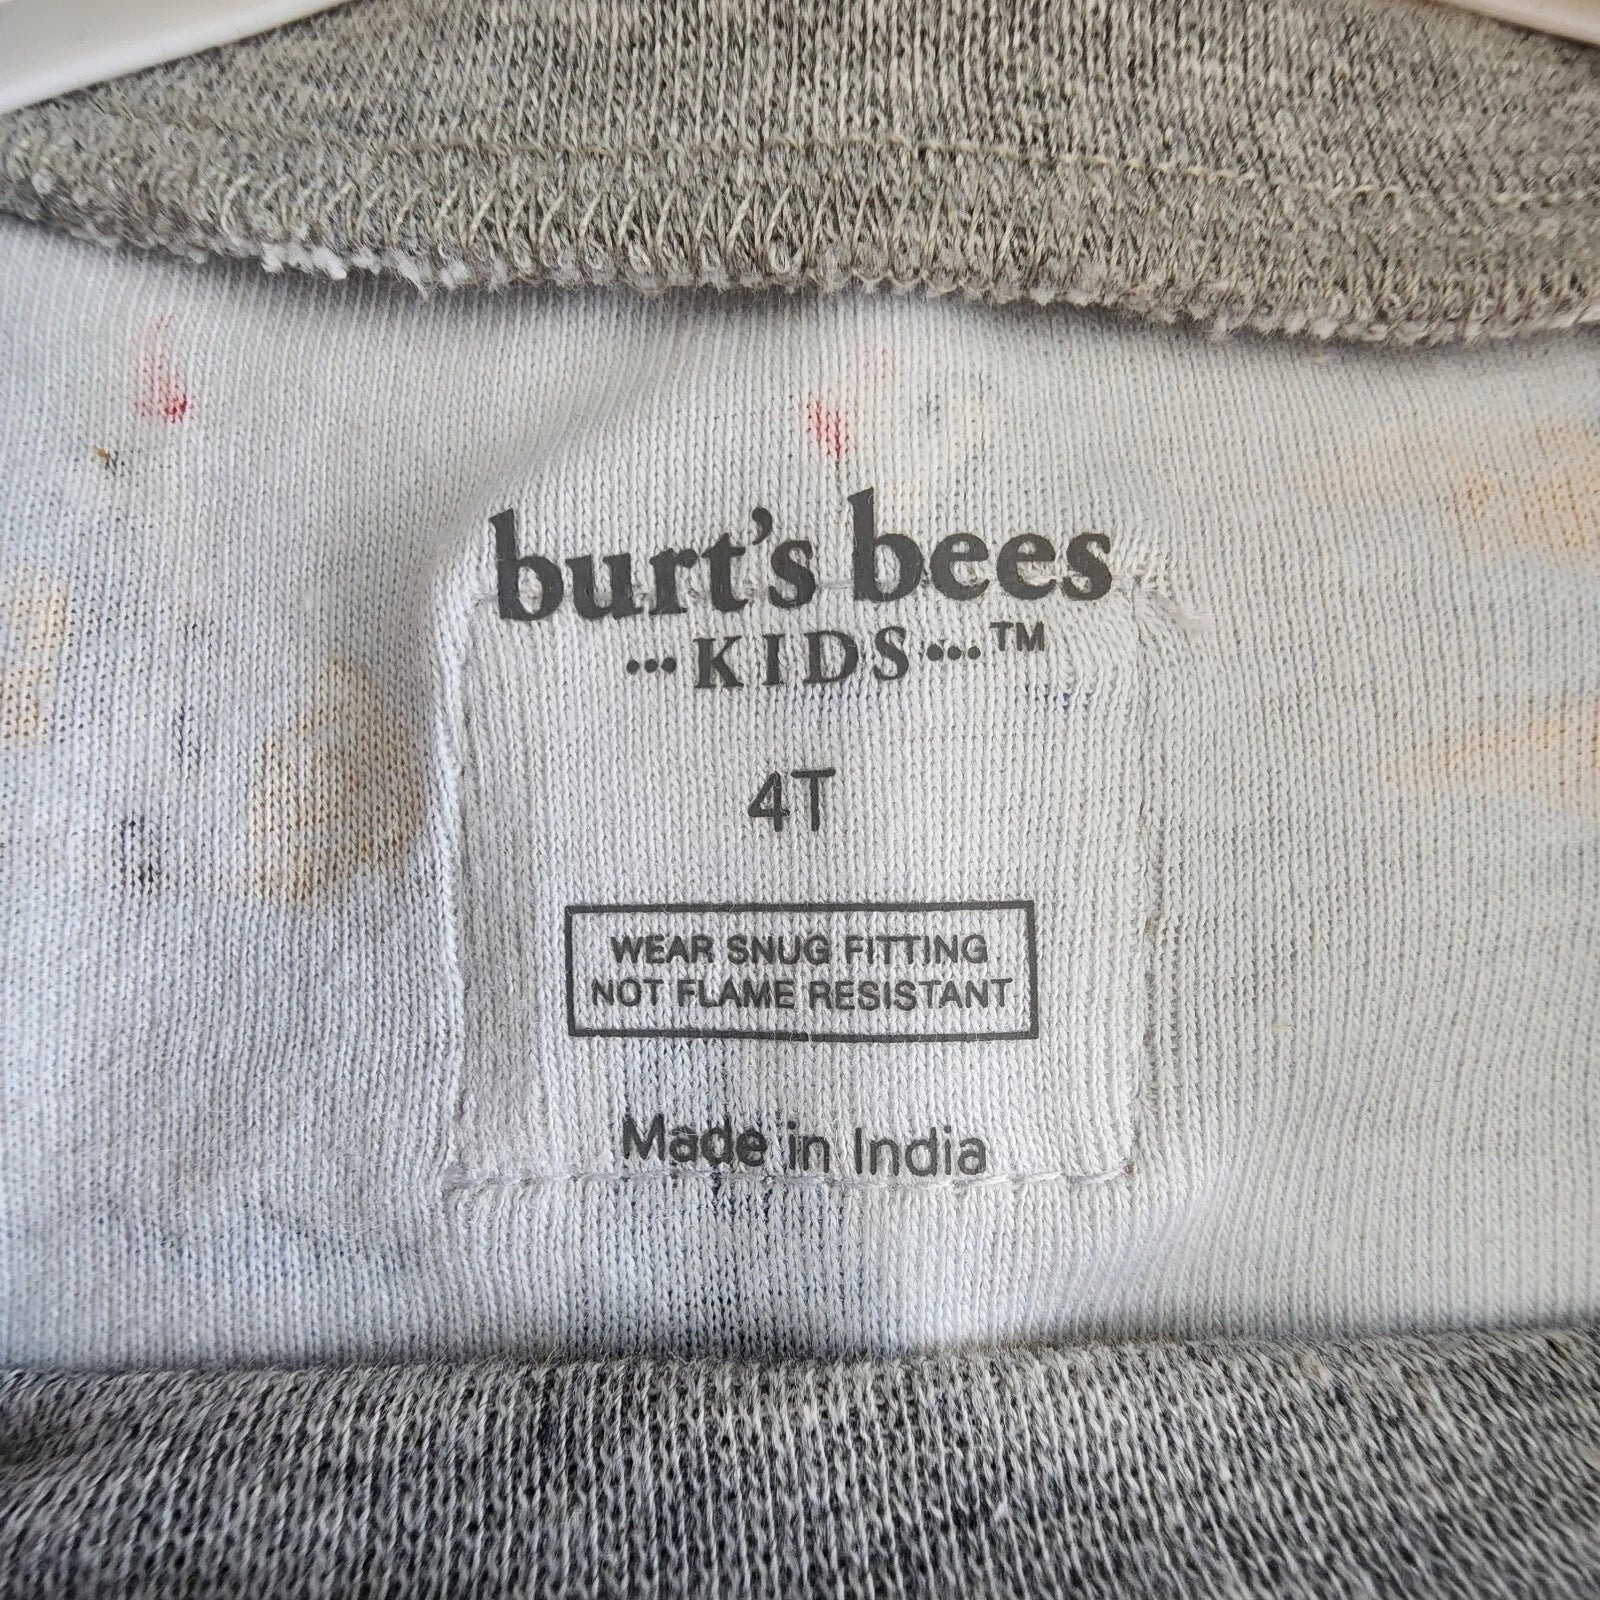 burt's bees
•••KIDS•••™
4T
WEAR SNUG FITTING
NOT FLAME RESISTANT
Made in India